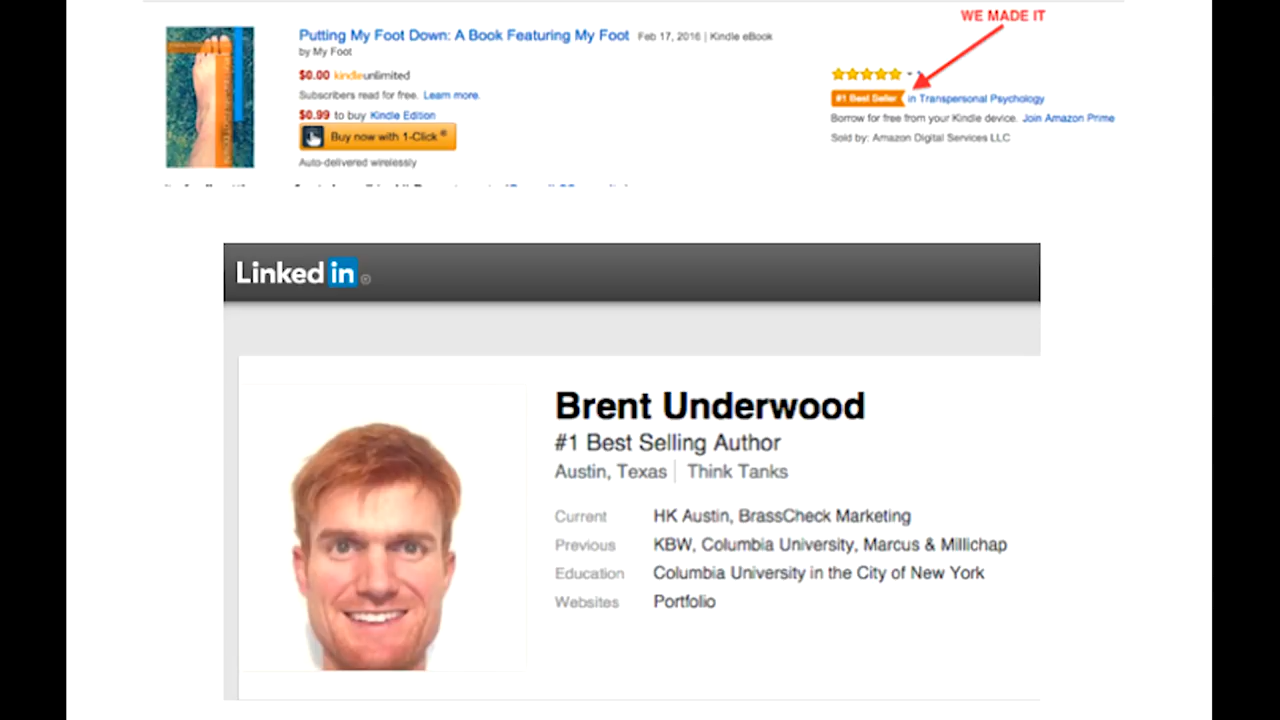 WE MADE IT
Putting My Foot Down: A Book Featuring My Foot Feb 17, 2016 | Kindle eBook
by My Foot
$0.00 kindleunlimited
Subscribers read for free. Learn more.
$0.99 to buy Kindle Edition
Buy now with 1-Click ®
Auto-delivered wirelessly
#1 Best Seller in Transpersonal Psychology
Borrow for free from your Kindle device. Join Amazon Prime
Sold by: Amazon Digital Services LLC
Linked in ®
Brent Underwood
#1 Best Selling Author
Austin, Texas | Think Tanks
Current HK Austin, BrassCheck Marketing
Previous KBW, Columbia University, Marcus & Millichap
Education Columbia University in the City of New York
Websites Portfolio